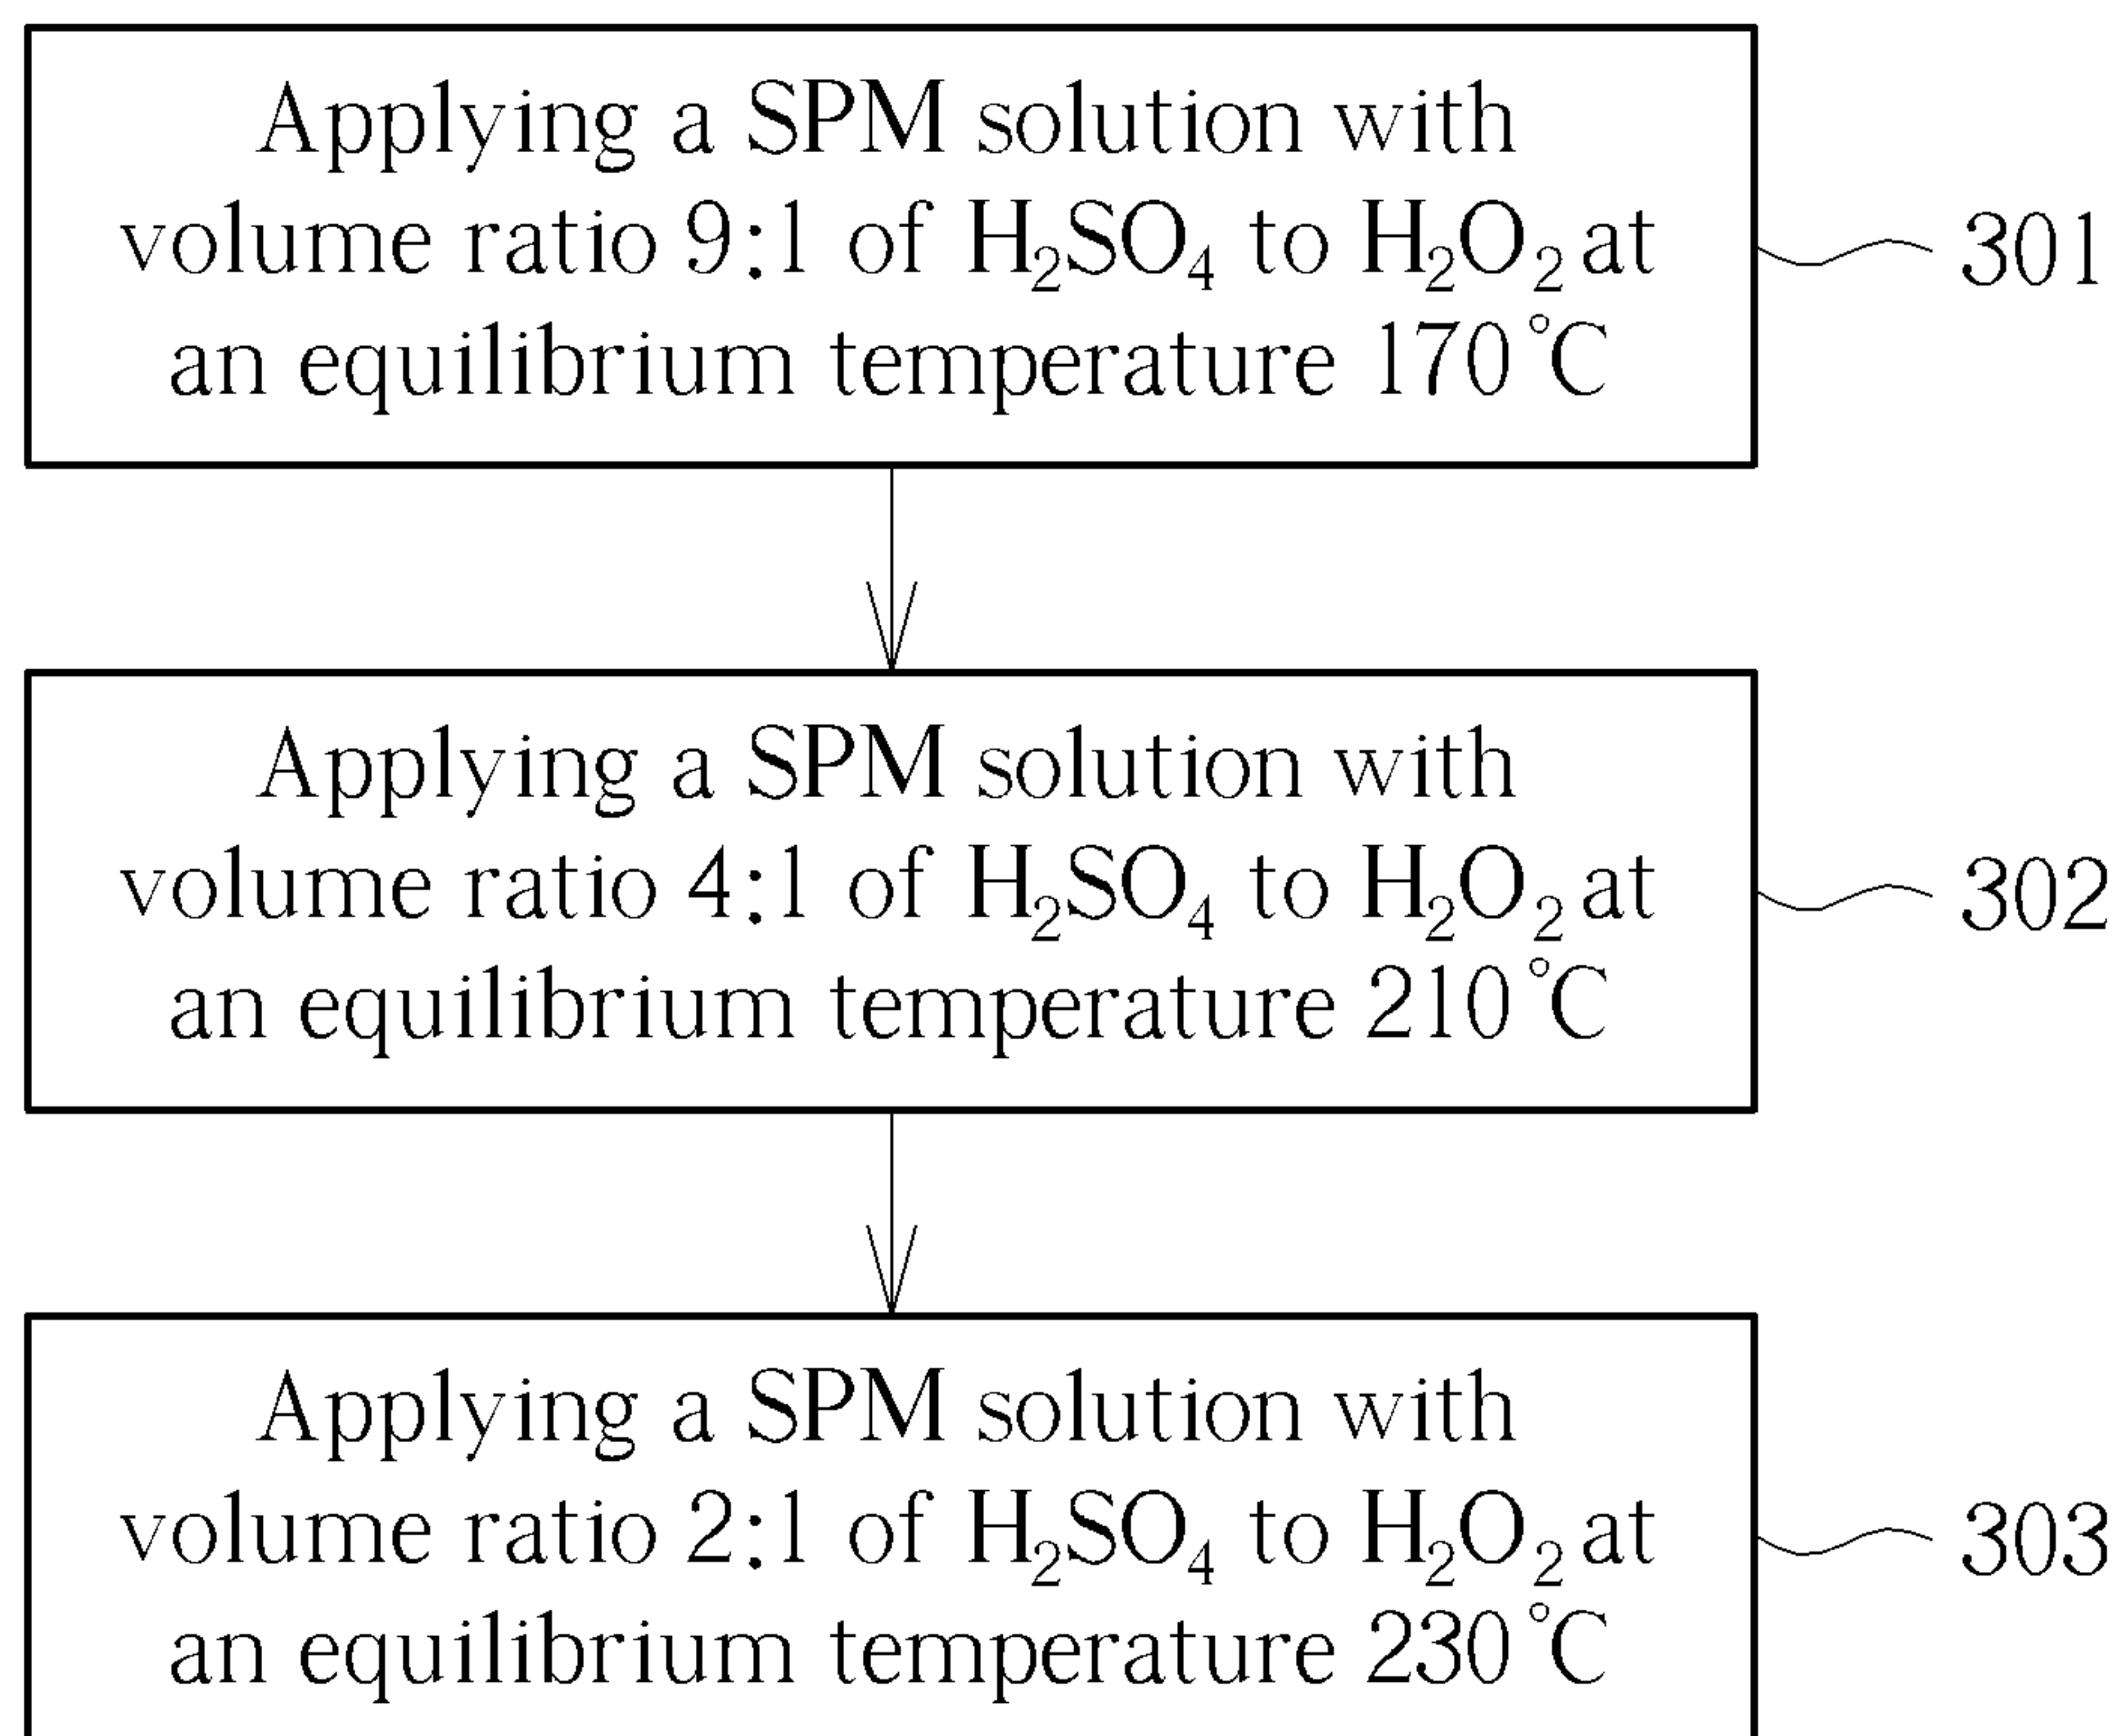 Applying a SPM solution with
volume ratio 9:1 of H₂SO₄ to H₂O₂ at
an equilibrium temperature 170°C
301
Applying a SPM solution with
volume ratio 4:1 of H₂SO₄ to H₂O₂ at
an equilibrium temperature 210°C
302
Applying a SPM solution with
volume ratio 2:1 of H₂SO₄ to H₂O₂ at
an equilibrium temperature 230°C
303